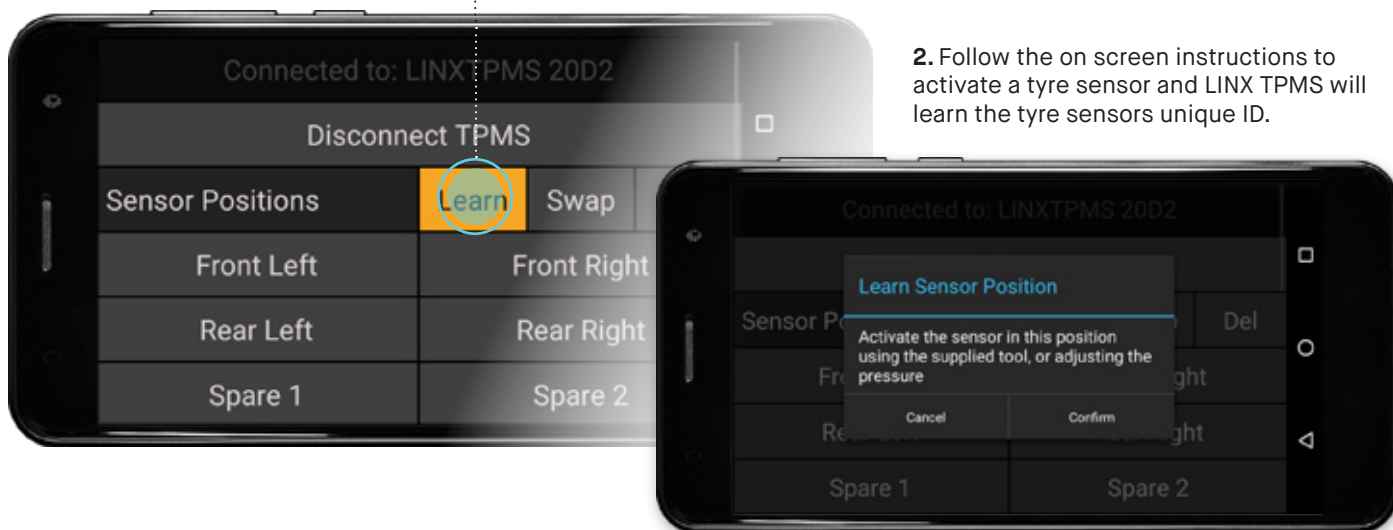 Connected to: LINXTPMS 20D2
Disconnect TPMS
Sensor Positions Learn Swap
Front Left Front Right
Rear Left Rear Right
Spare 1 Spare 2
2. Follow the on screen instructions to
activate a tyre sensor and LINX TPMS will
learn the tyre sensors unique ID.
Connected to: LINXTPMS 20D2
Learn Sensor Position
Sensor Del
Activate the sensor in this position
using the supplied tool, or adjusting the
pressure
Cancel Confirm
Spare 1 Spare 2